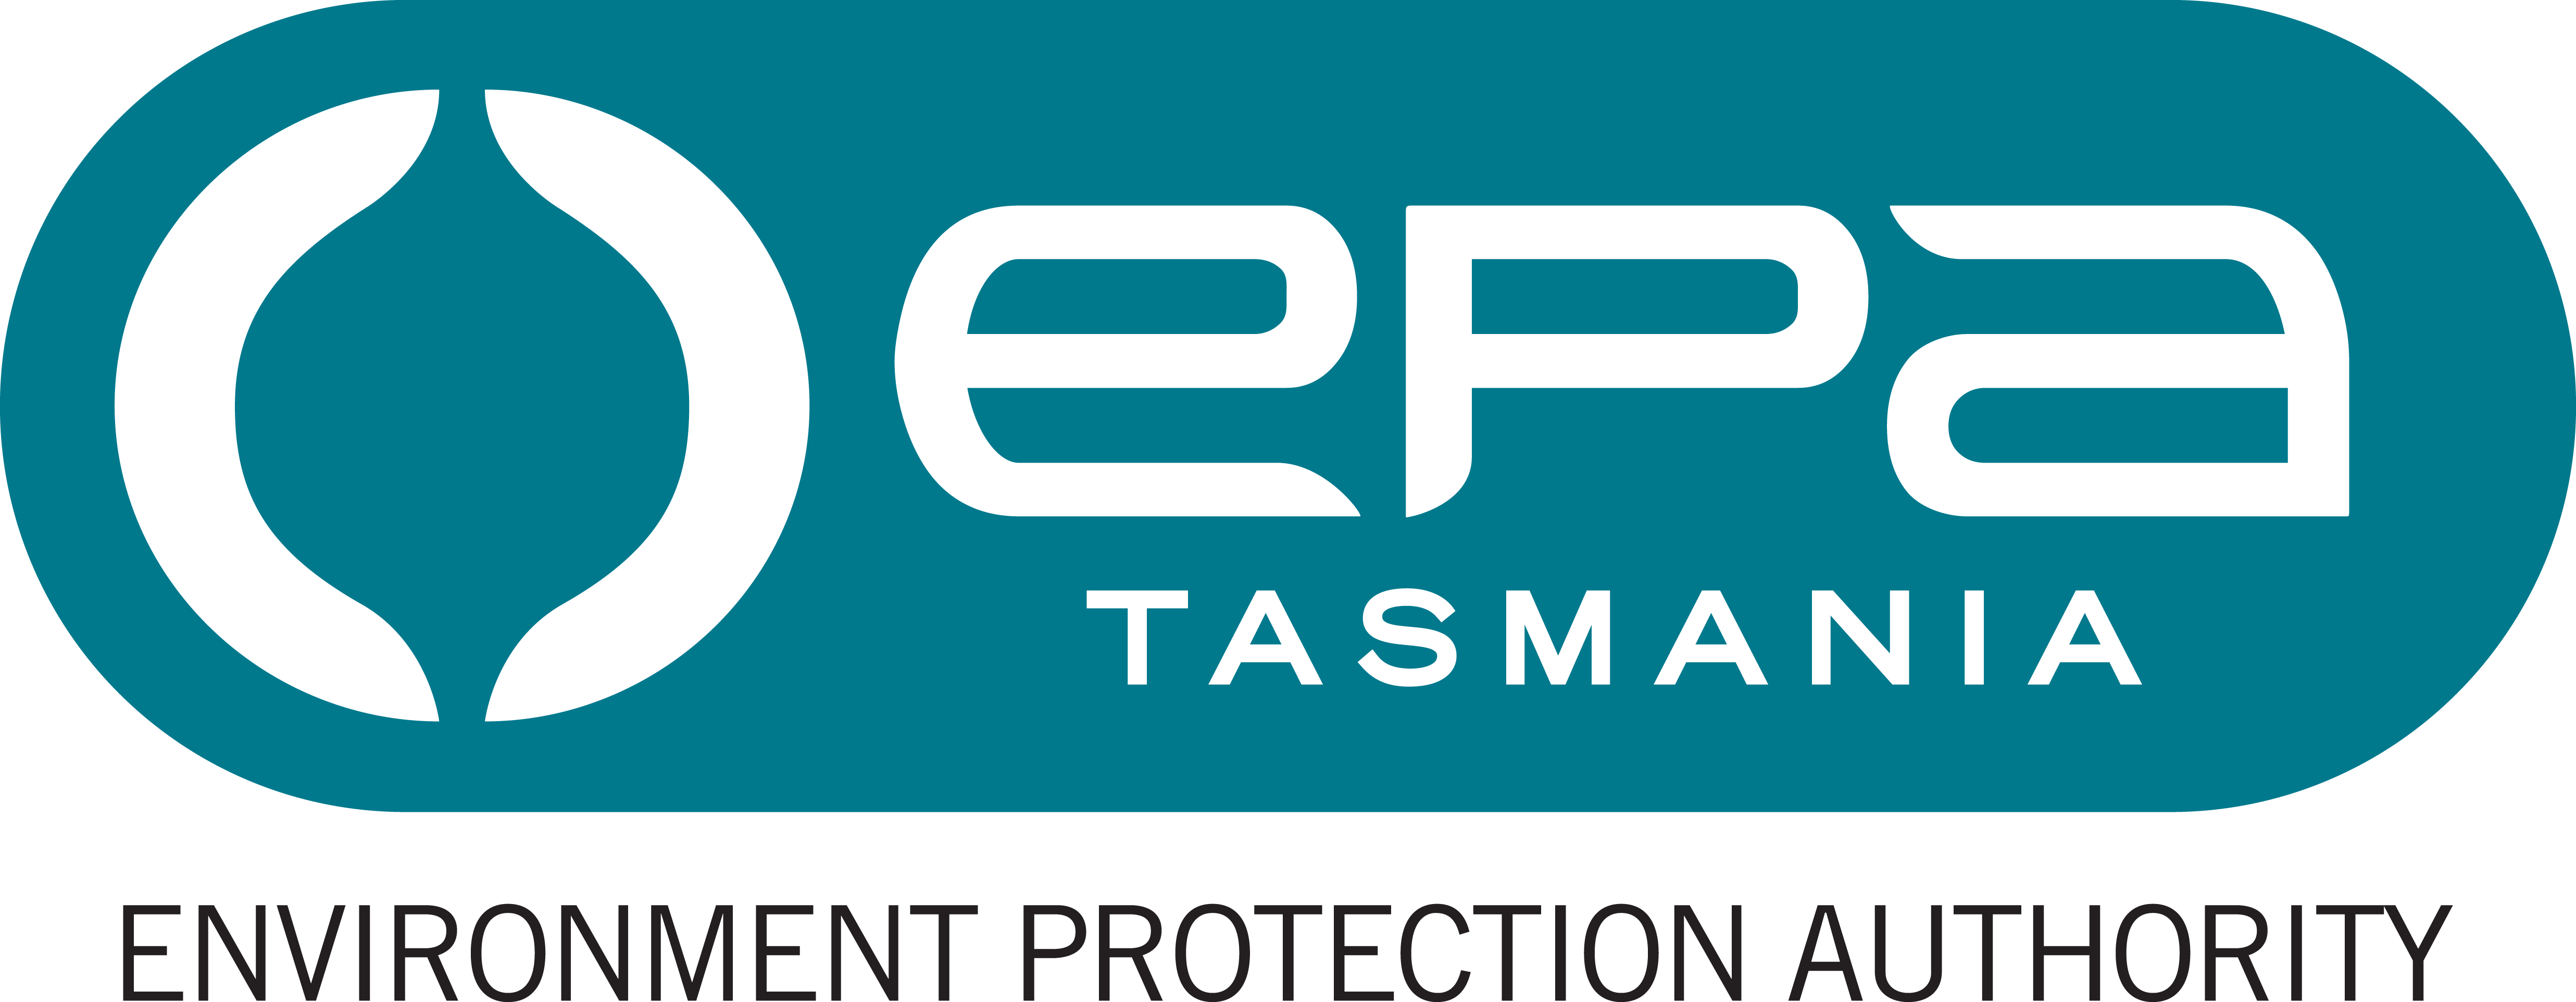 epa
TASMANIA
ENVIRONMENT PROTECTION AUTHORITY